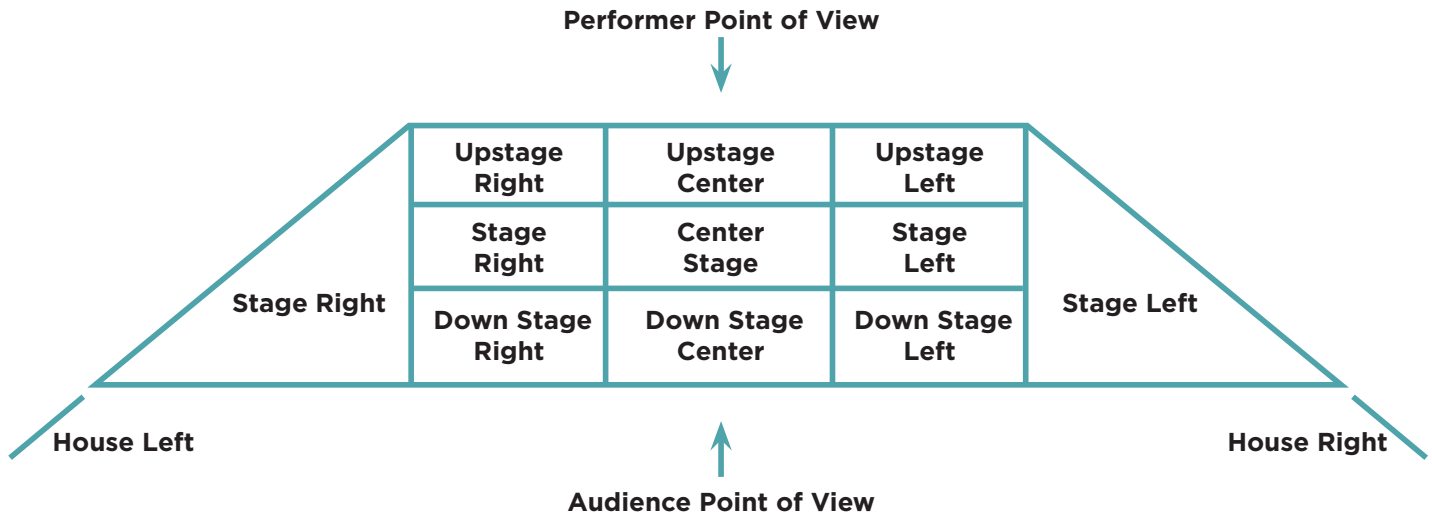 Performer Point of View
Upstage
Right
Upstage
Center
Upstage
Left
Stage
Right
Center
Stage
Stage
Left
Stage Right
Down Stage
Right
Down Stage
Center
Down Stage
Left
Stage Left
House Left
House Right
Audience Point of View